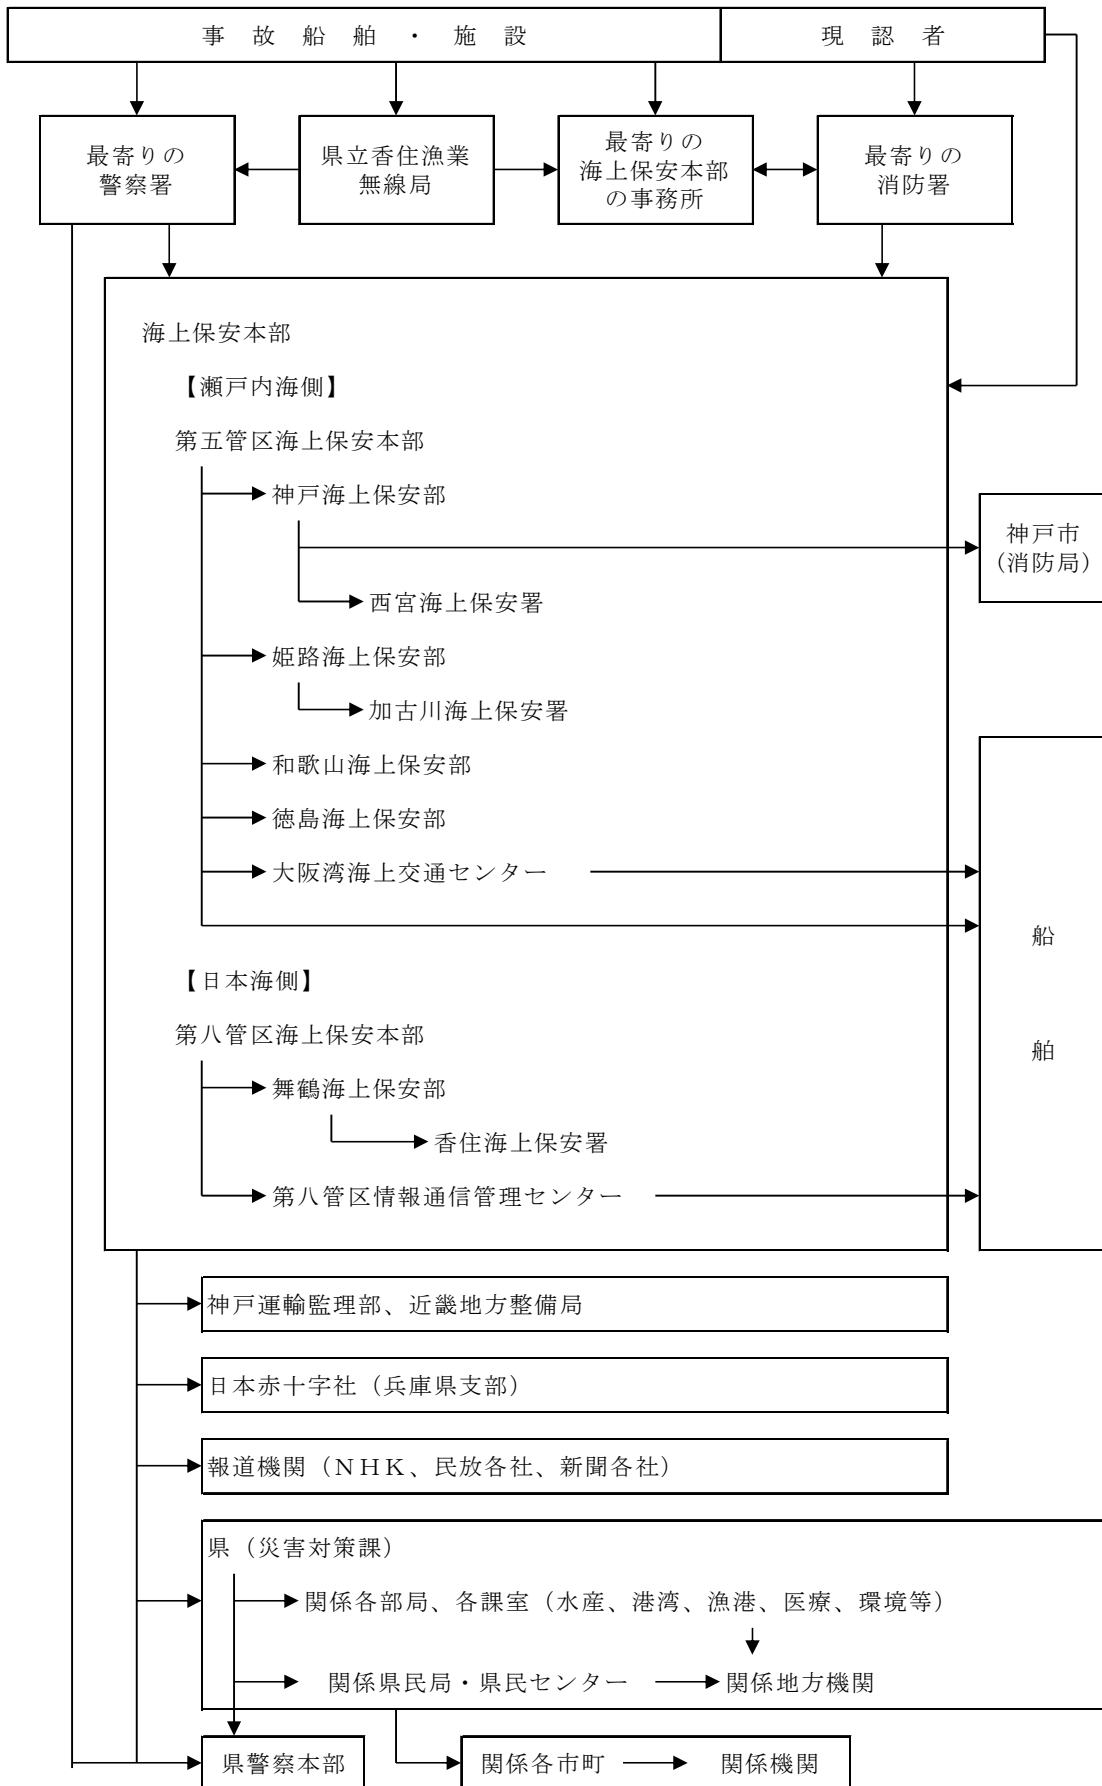 事故船舶・施設
現認者
最寄りの
警察署
県立香住漁業
無線局
最寄りの
海上保安本部
の事務所
最寄りの
消防署
海上保安本部
【瀬戸内海側】
第五管区海上保安本部
神戸海上保安部
神戸市
（消防局）
西宮海上保安署
姫路海上保安部
加古川海上保安署
和歌山海上保安部
徳島海上保安部
大阪湾海上交通センター
船
舶
【日本海側】
第八管区海上保安本部
舞鶴海上保安部
香住海上保安署
第八管区情報通信管理センター
神戸運輸監理部、近畿地方整備局
日本赤十字社（兵庫県支部）
報道機関（ＮＨＫ、民放各社、新聞各社）
県（災害対策課）
関係各部局、各課室（水産、港湾、漁港、医療、環境等）
関係県民局・県民センター
関係地方機関
県警察本部
関係各市町
関係機関